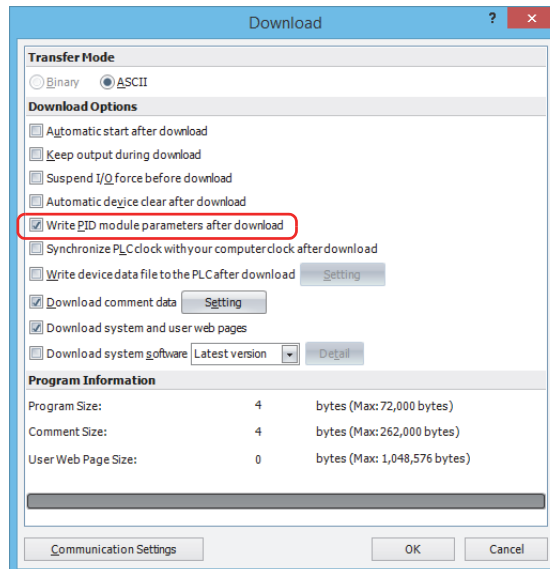 Download ? ×
Transfer Mode
Binary ASCII
Download Options
Automatic start after download
Keep output during download
Suspend I/O force before download
Automatic device clear after download
Write PID module parameters after download
Synchronize PLC clock with your computer clock after download
Write device data file to the PLC after download Setting
Download comment data Setting
Download system and user web pages
Download system software Latest version Detail
Program Information
Program Size: 4 bytes (Max: 72,000 bytes)
Comment Size: 4 bytes (Max: 262,000 bytes)
User Web Page Size: 0 bytes (Max: 1,048,576 bytes)
Communication Settings OK Cancel